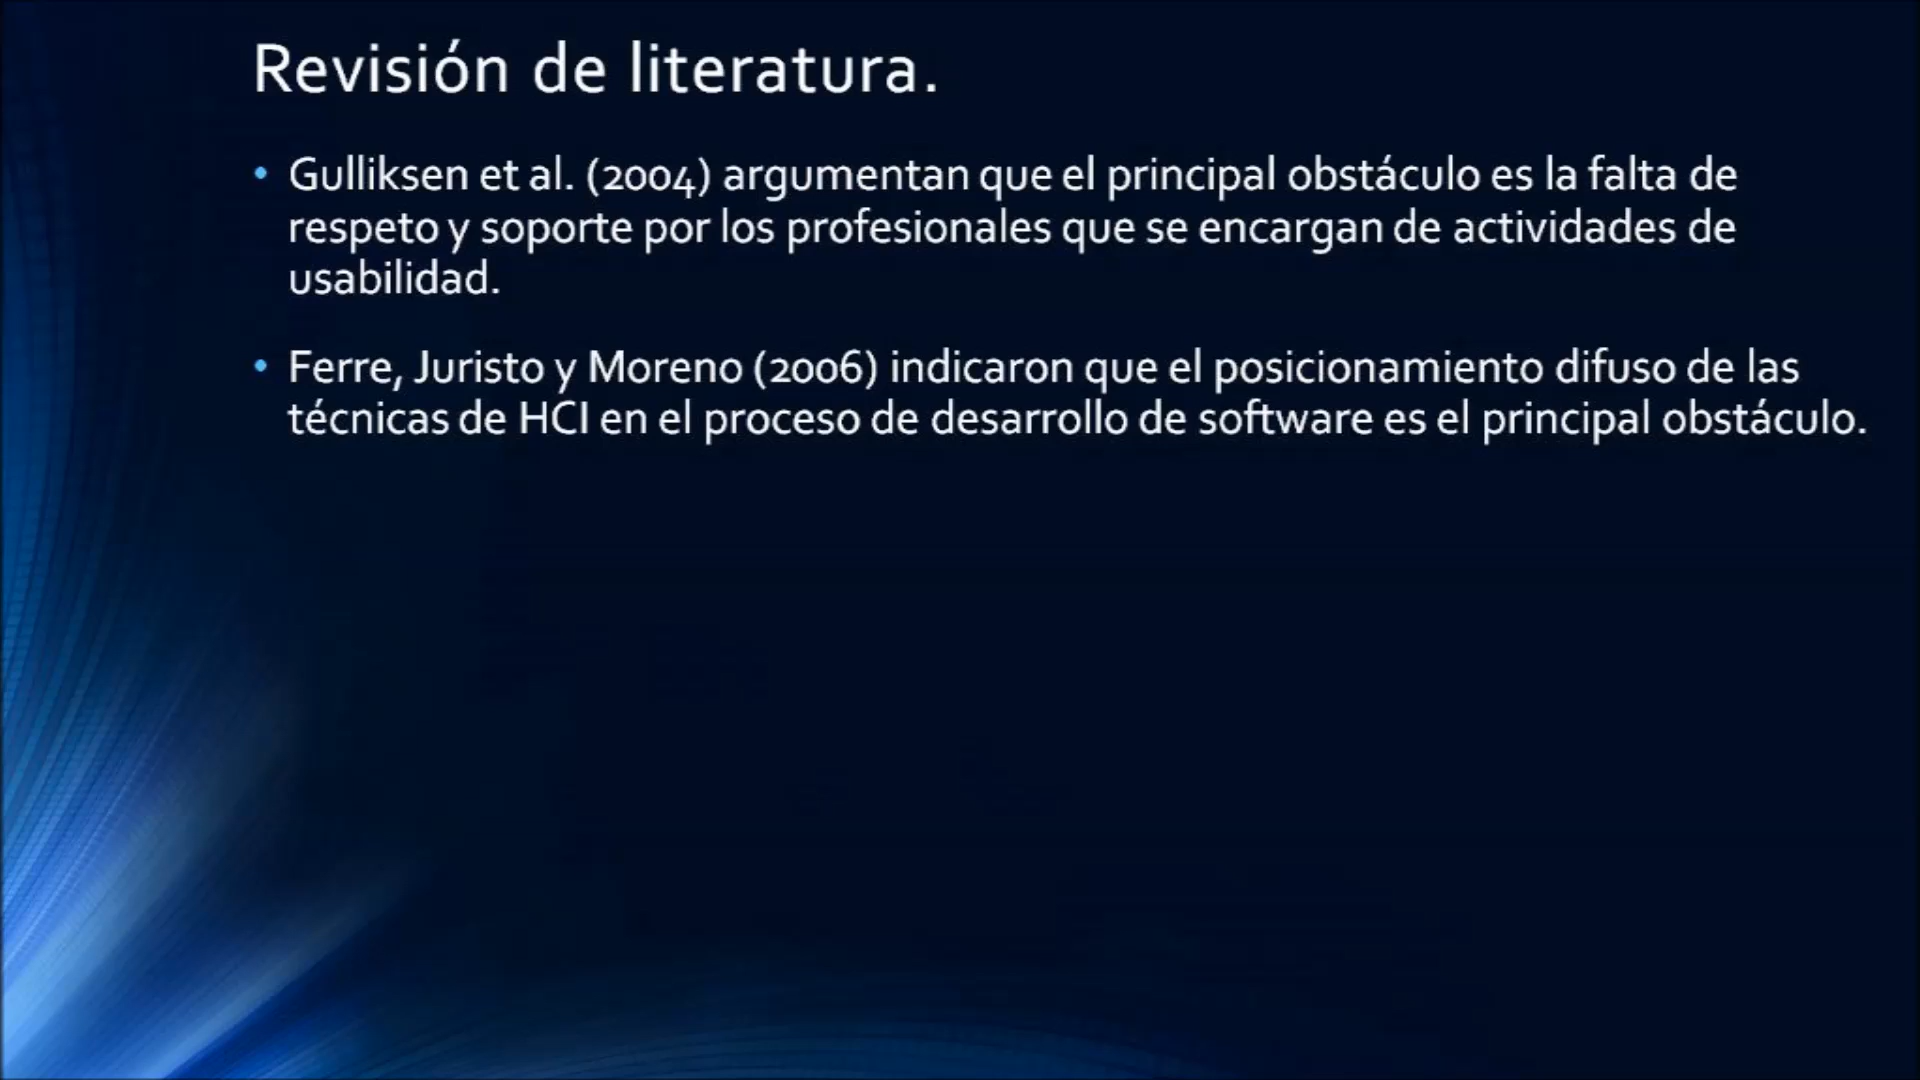 Revisión de literatura.
• Gulliksen et al. (2004) argumentan que el principal obstáculo es la falta de
respeto y soporte por los profesionales que se encargan de actividades de
usabilidad.
• Ferre, Juristo y Moreno (2006) indicaron que el posicionamiento difuso de las
técnicas de HCI en el proceso de desarrollo de software es el principal obstáculo.